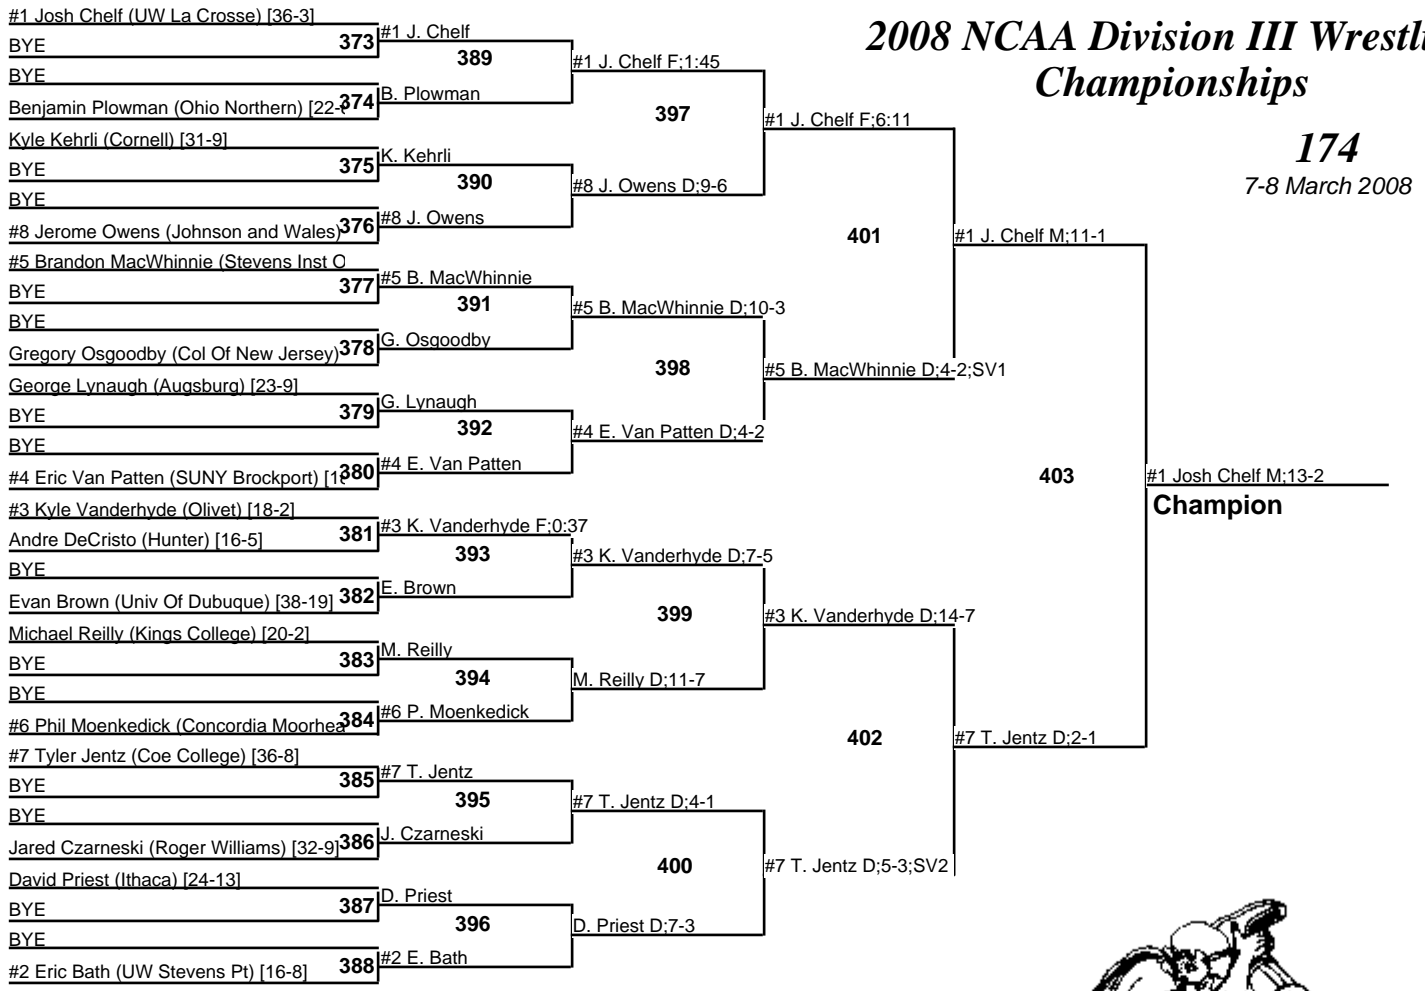 2008 NCAA Division III Wrestli
Championships
174
7-8 March 2008
#1 Josh Chelf (UW La Crosse) [36-3]
BYE
373
BYE
Benjamin Plowman (Ohio Northern) [22-
374
Kyle Kehrli (Cornell) [31-9]
BYE
375
BYE
#8 Jerome Owens (Johnson and Wales)
376
#5 Brandon MacWhinnie (Stevens Inst O
BYE
377
BYE
Gregory Osgoodby (Col Of New Jersey)
378
George Lynaugh (Augsburg) [23-9]
BYE
379
BYE
#4 Eric Van Patten (SUNY Brockport)
380
#3 Kyle Vanderhyde (Olivet) [18-2]
381
Andre DeCristo (Hunter) [16-5]
BYE
Evan Brown (Univ Of Dubuque) [38-19]
382
Michael Reilly (Kings College) [20-2]
BYE
383
BYE
#6 Phil Moenkedick (Concordia Moorhea
384
#7 Tyler Jentz (Coe College) [36-8]
BYE
385
BYE
Jared Czarneski (Roger Williams) [32-9]
386
David Priest (Ithaca) [24-13]
BYE
387
BYE
#2 Eric Bath (UW Stevens Pt) [16-8]
388
#1 J. Chelf
389
B. Plowman
K. Kehrli
390
#8 J. Owens
#5 B. MacWhinnie
391
G. Osgoodby
G. Lynaugh
392
#4 E. Van Patten
#3 K. Vanderhyde F;0:37
393
E. Brown
M. Reilly
394
#6 P. Moenkedick
#7 T. Jentz
395
J. Czarneski
D. Priest
396
#2 E. Bath
#1 J. Chelf F;1:45
397
#8 J. Owens D;9-6
#5 B. MacWhinnie D;10-3
398
#4 E. Van Patten D;4-2
#3 K. Vanderhyde D;7-5
399
M. Reilly D;11-7
#7 T. Jentz D;4-1
400
D. Priest D;7-3
#1 J. Chelf F;6:11
401
#5 B. MacWhinnie D;4-2;SV1
#3 K. Vanderhyde D;14-7
402
#7 T. Jentz D;5-3;SV2
#1 J. Chelf M;11-1
403
#7 T. Jentz D;2-1
#1 Josh Chelf M;13-2
Champion